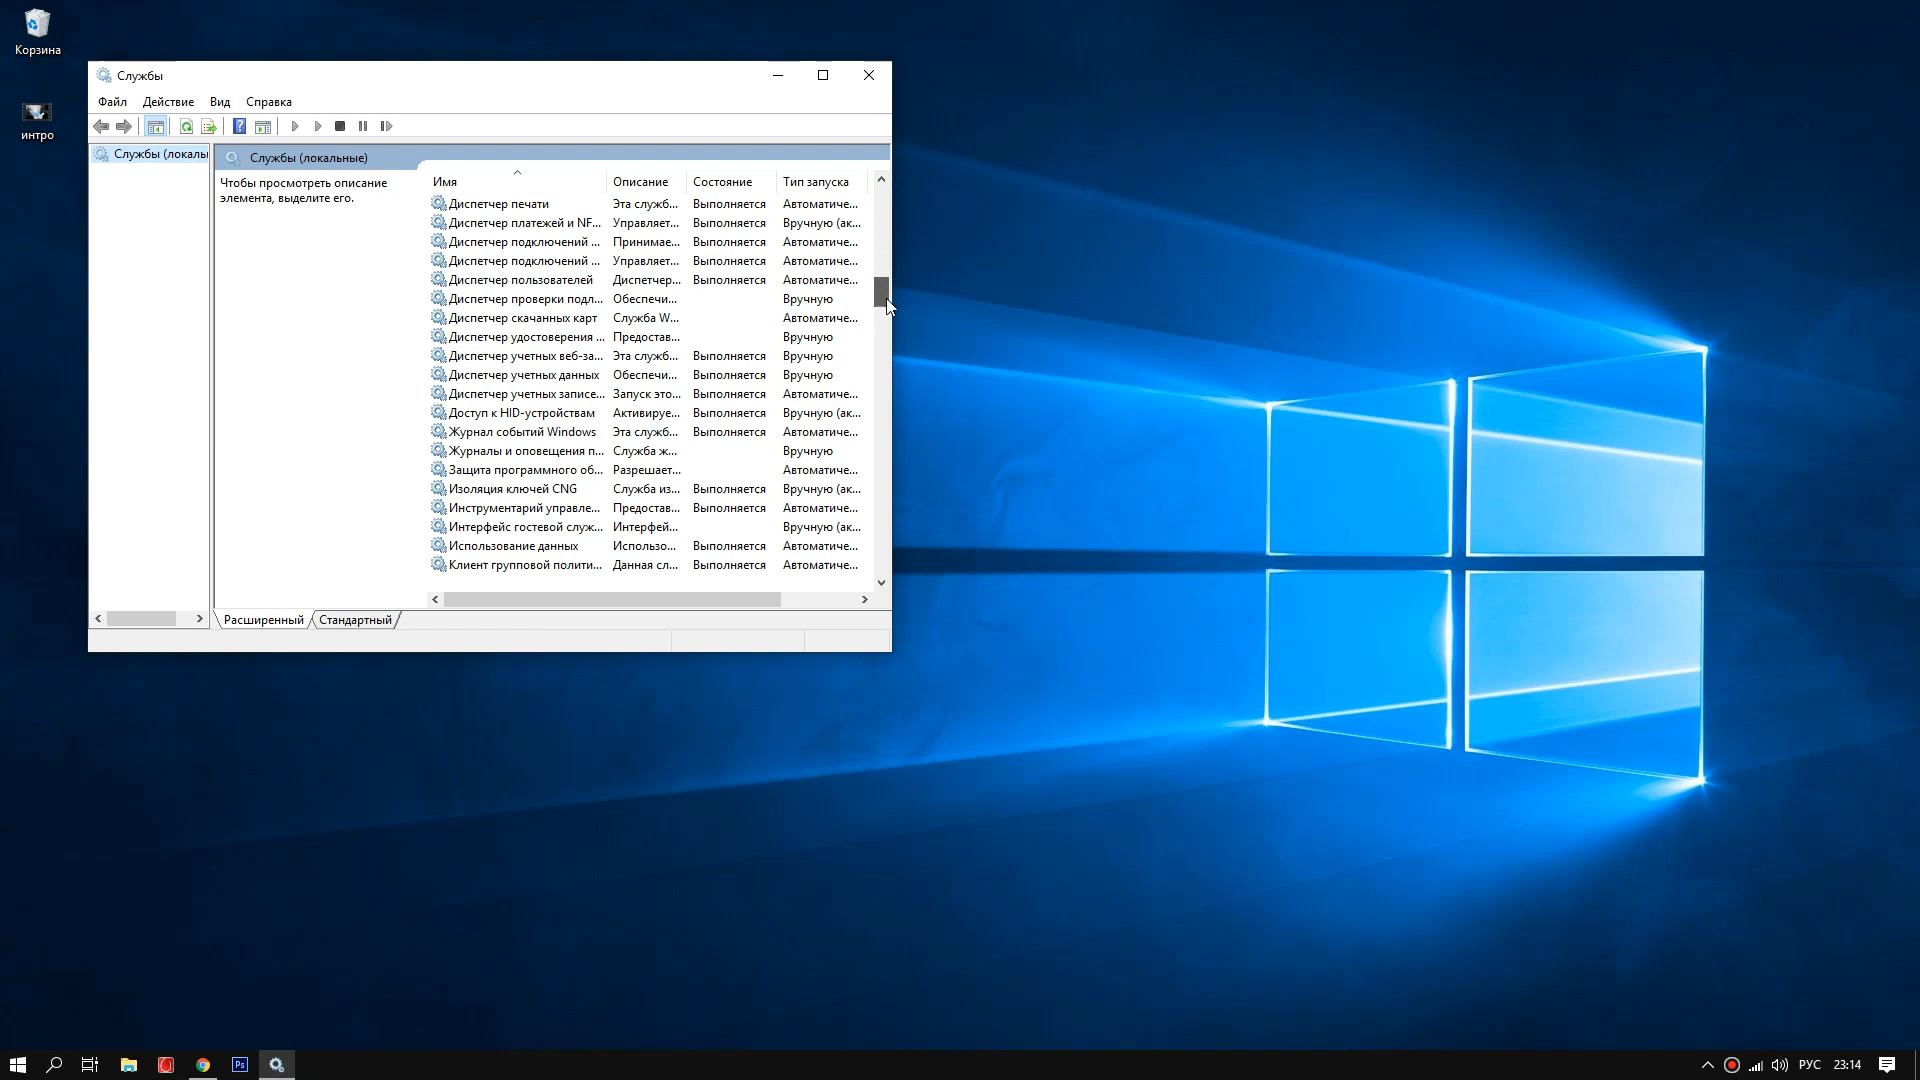 Корзина
интро
Службы
Файл Действие Вид Справка
Службы (локалы
Службы (локальные)
Чтобы просмотреть описание
элемента, выделите его.
Имя Описание Состояние Тип запуска
Диспетчер печати Эта служб... Выполняется Автоматиче...
Диспетчер платежей и NF... Управляет... Выполняется Вручную (ак...
Диспетчер подключений ... Принимае... Выполняется Автоматиче...
Диспетчер подключений ... Управляет... Выполняется Автоматиче...
Диспетчер пользователей Диспетчер... Выполняется Автоматиче...
Диспетчер проверки подл... Обеспечи... Вручную
Диспетчер скачанных карт Служба W... Автоматиче...
Диспетчер удостоверения ... Предостав... Вручную
Диспетчер учетных веб-за... Эта служб... Выполняется Вручную
Диспетчер учетных данных Обеспечи... Выполняется Вручную
Диспетчер учетных записе... Запуск это... Выполняется Автоматиче...
Доступ к HID-устройствам Активируе... Выполняется Вручную (ак...
Журнал событий Windows Эта служб... Выполняется Автоматиче...
Журналы и оповещения п... Служба ж... Вручную
Защита программного об... Разрешает... Автоматиче...
Изоляция ключей CNG Служба из... Выполняется Вручную (ак...
Инструментарий управле... Предостав... Выполняется Автоматиче...
Интерфейс гостевой служ... Интерфей... Вручную (ак...
Использование данных Использо... Выполняется Автоматиче...
Клиент групповой полити... Данная сл... Выполняется Автоматиче...
Расширенный Стандартный
Ps
РУС 23:14